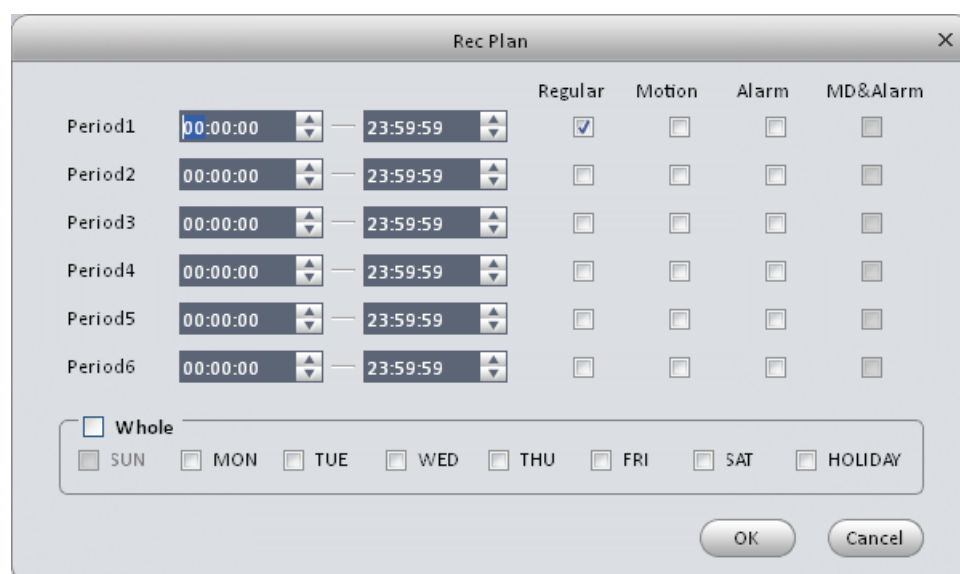 Rec Plan
Regular Motion Alarm MD&Alarm
Period1 00:00:00 23:59:59
Period2 00:00:00 23:59:59
Period3 00:00:00 23:59:59
Period4 00:00:00 23:59:59
Period5 00:00:00 23:59:59
Period6 00:00:00 23:59:59
Whole
SUN MON TUE WED THU FRI SAT HOLIDAY
OK Cancel